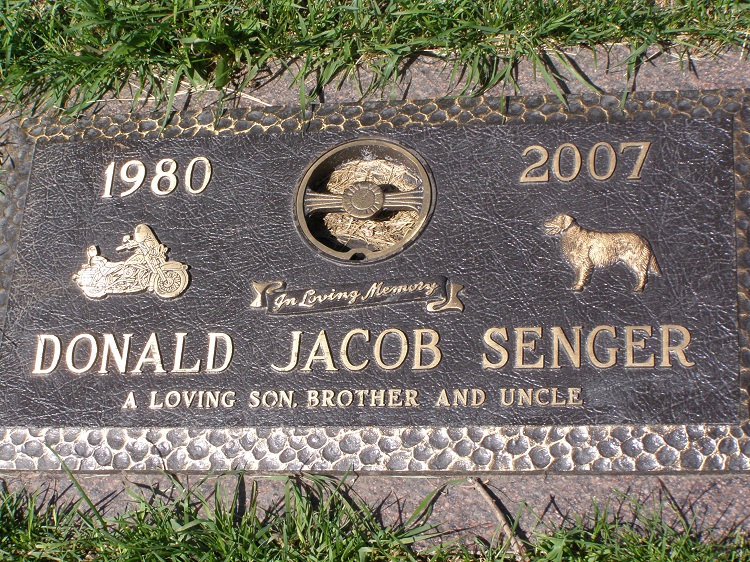 1980 2007
In Loving Memory
DONALD JACOB SENGER
A LOVING SON, BROTHER AND UNCLE.